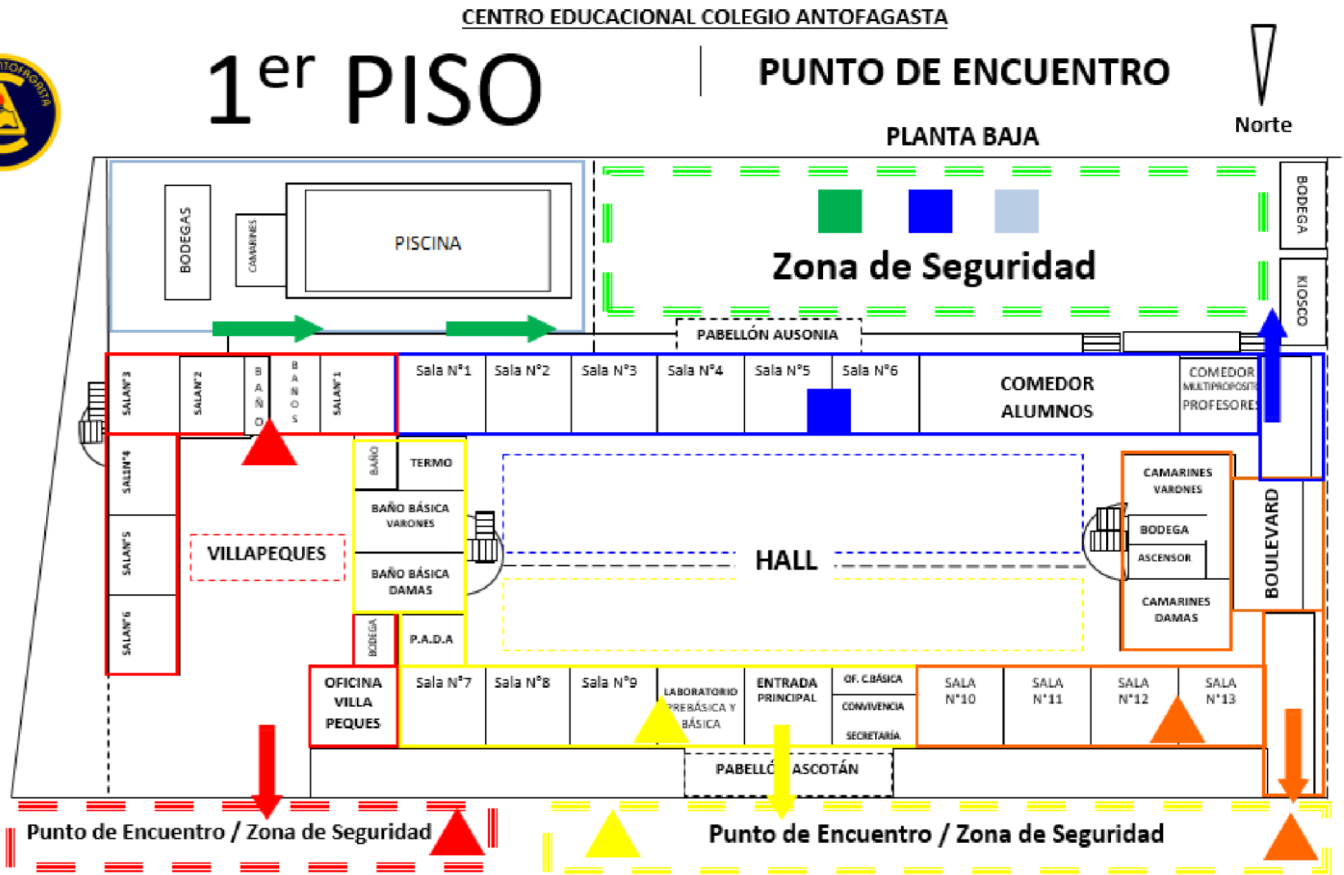 CENTRO EDUCACIONAL COLEGIO ANTOFAGASTA
1er PISO
PUNTO DE ENCUENTRO
Norte
PLANTA BAJA
ANTOFAGASTA
BODEGAS
CAMARINES
PISCINA
Zona de Seguridad
BODEGA
KIOSCO
PABELLÓN AUSONIA
SALAN°3
SALAN°2
BAÑO
BAÑOS
SALAN°1
Sala N°1
Sala N°2
Sala N°3
Sala N°4
Sala N°5
Sala N°6
COMEDOR
ALUMNOS
COMEDOR
MULTIPROPOSITO
PROFESORES
SALAN°4
SALAN°5
SALAN°6
VILLAPEQUES
BAÑO
TERMO
BAÑO BÁSICA
VARONES
BAÑO BÁSICA
DAMAS
BODEGA
P.A.D.A
HALL
CAMARINES
VARONES
BODEGA
ASCENSOR
CAMARINES
DAMAS
BOULEVARD
OFICINA
VILLA
PEQUES
Sala N°7
Sala N°8
Sala N°9
LABORATORIO
PREBÁSICA Y
BÁSICA
ENTRADA
PRINCIPAL
OF. C.BÁSICA
CONVIVENCIA
SECRETARÍA
SALA
N°10
SALA
N°11
SALA
N°12
SALA
N°13
PABELLÓN ASCOTÁN
Punto de Encuentro / Zona de Seguridad
Punto de Encuentro / Zona de Seguridad